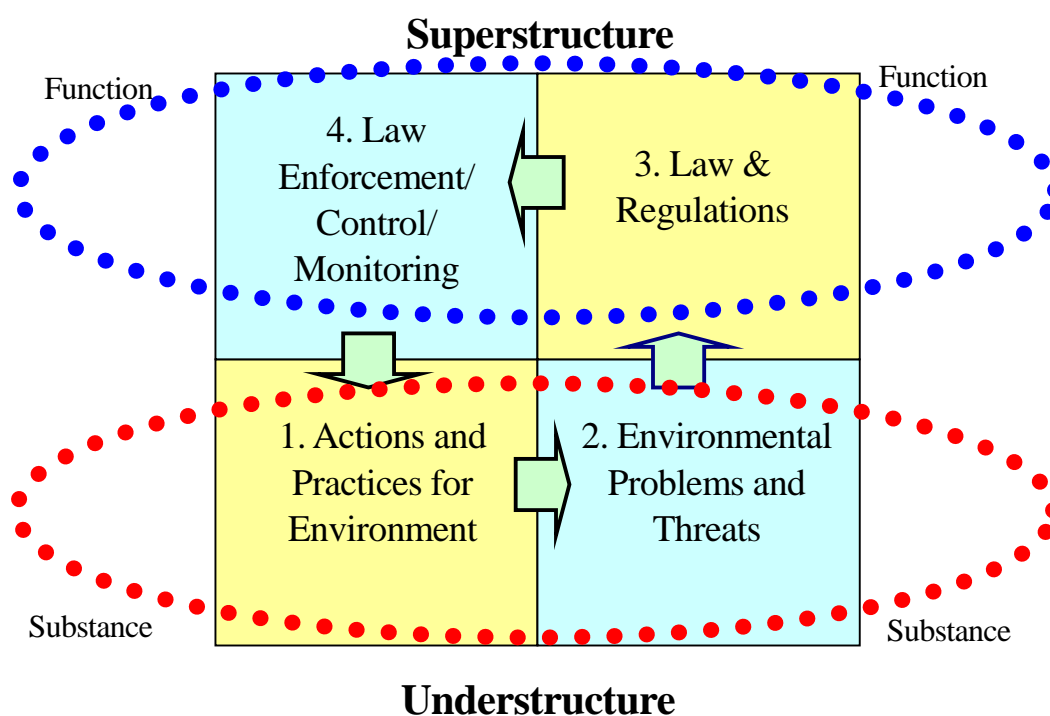 Superstructure
Function
Function
4. Law
Enforcement/
Control/
Monitoring
3. Law &
Regulations
1. Actions and
Practices for
Environment
2. Environmental
Problems and
Threats
Substance
Substance
Understructure